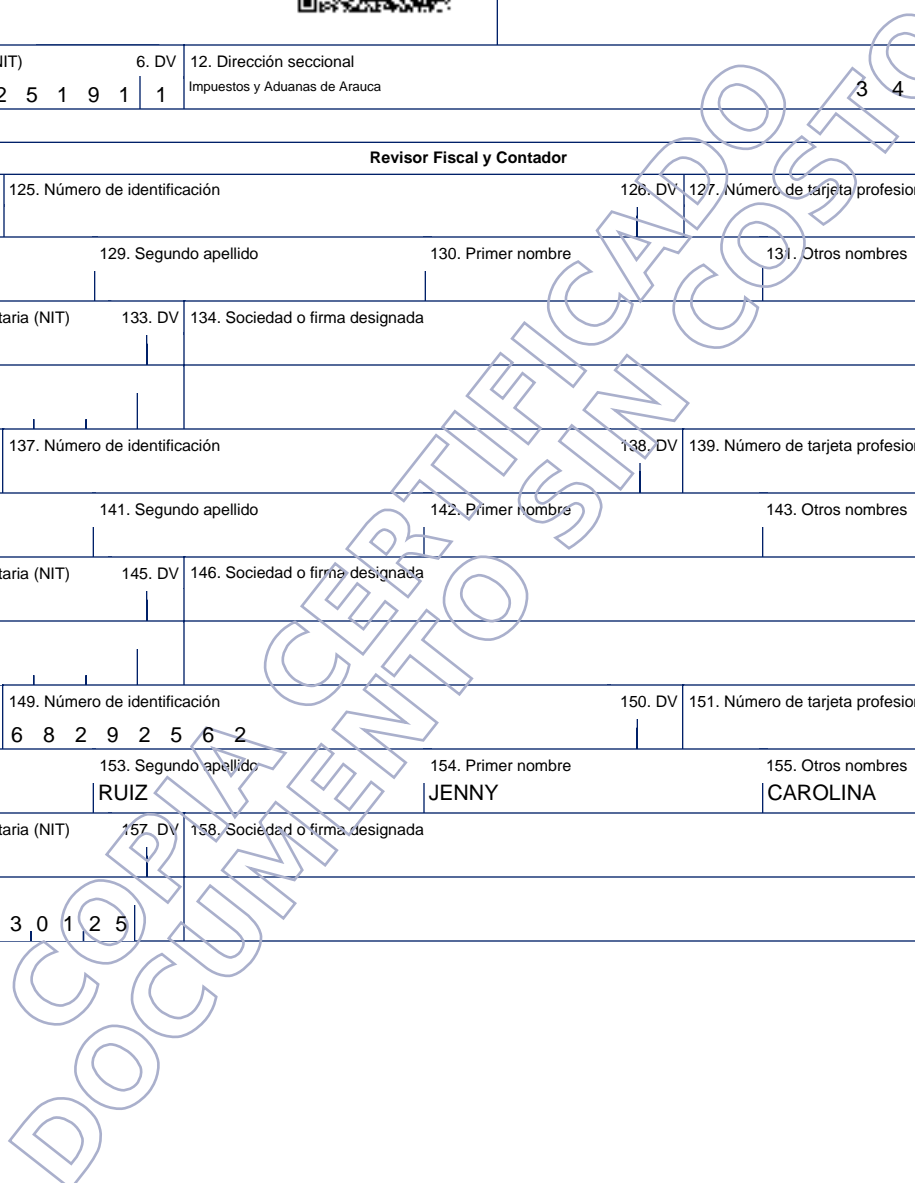 NIT) 6. DV 12. Dirección seccional
2 5 1 9 1 1 Impuestos y Aduanas de Arauca 3 4
Revisor Fiscal y Contador
125. Número de identificación 126. DV 127. Número de tarjeta profesion
129. Segundo apellido 130. Primer nombre 131. Otros nombres
taria (NIT) 133. DV 134. Sociedad o firma designada
137. Número de identificación 138. DV 139. Número de tarjeta profesion
141. Segundo apellido 142. Primer nombre 143. Otros nombres
taria (NIT) 145. DV 146. Sociedad o firma designada
149. Número de identificación 150. DV 151. Número de tarjeta profesion
6 8 2 9 2 5 6 2
153. Segundo apellido 154. Primer nombre 155. Otros nombres
RUIZ JENNY CAROLINA
taria (NIT) 157. DV 158. Sociedad o firma designada
3 0 1 2 5
COPIA CERTIFICADO
DOCUMENTO SIN COSTO